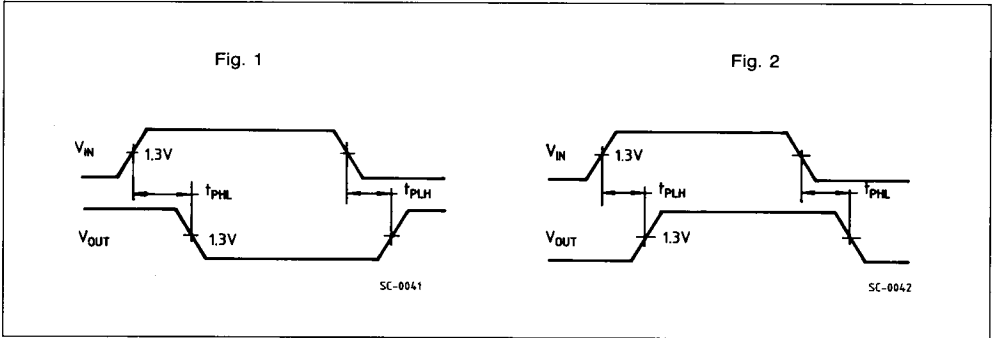 Fig. 1
V_IN
1.3V
t_PHL
t_PLH
V_OUT
1.3V
SC-0041
Fig. 2
V_IN
1.3V
t_PLH
t_PHL
V_OUT
1.3V
SC-0042